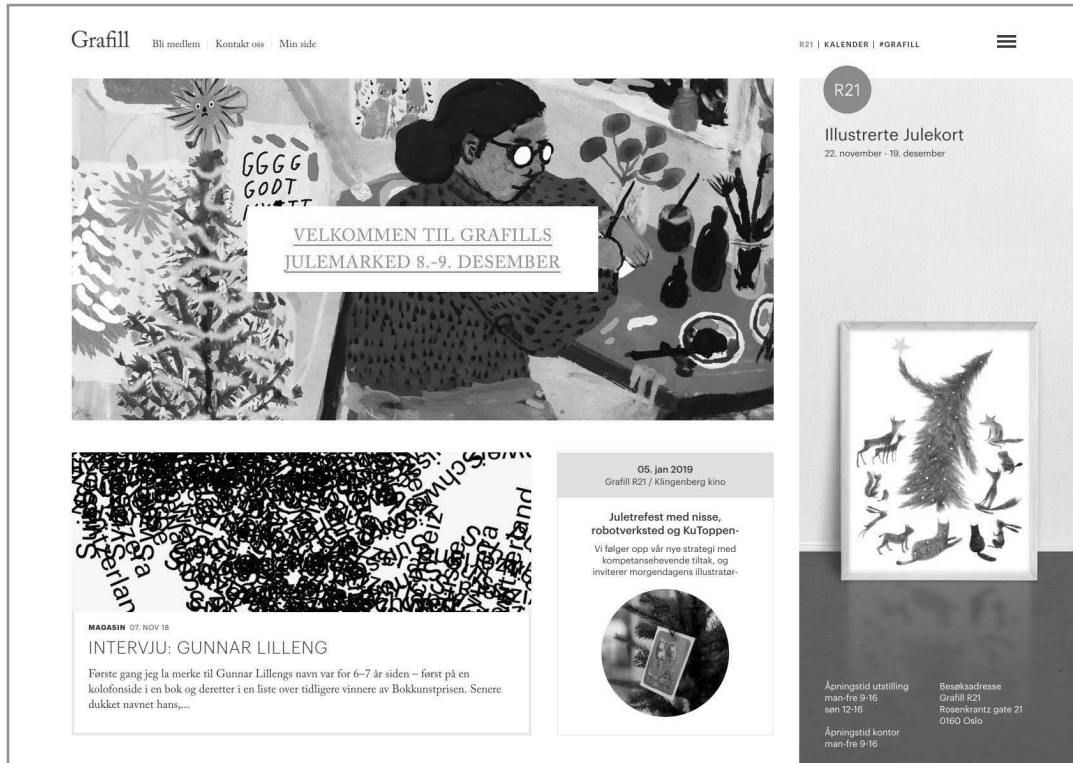 Grafill
Bli medlem | Kontakt oss | Min side
R21 | KALENDER | #GRAFILL
GGGG
GODT
VELKOMMEN TIL GRAFILLS
JULEMARKED 8.-9. DESEMBER
R21
Illustrerte Julekort
22. november - 19. desember
MAGASIN 07. NOV 18
INTERVJU: GUNNAR LILLENG
Første gang jeg la merke til Gunnar Lillengs navn var for 6–7 år siden – først på en
kolofonside i en bok og deretter i en liste over tidligere vinnere av Bokkunstprisen. Senere
dukket navnet hans,...
05. jan 2019
Grafill R21 / Klingenberg kino
Juletrefest med nisse,
robotverksted og KuToppen-
Vi følger opp vår nye strategi med
kompetansehevende tiltak, og
inviterer morgendagens illustratør-
Åpningstid utstilling
man-fre 9-16
søn 12-16
Åpningstid kontor
man-fre 9-16
Besøksadresse
Grafill R21
Rosenkrantz gate 21
0160 Oslo